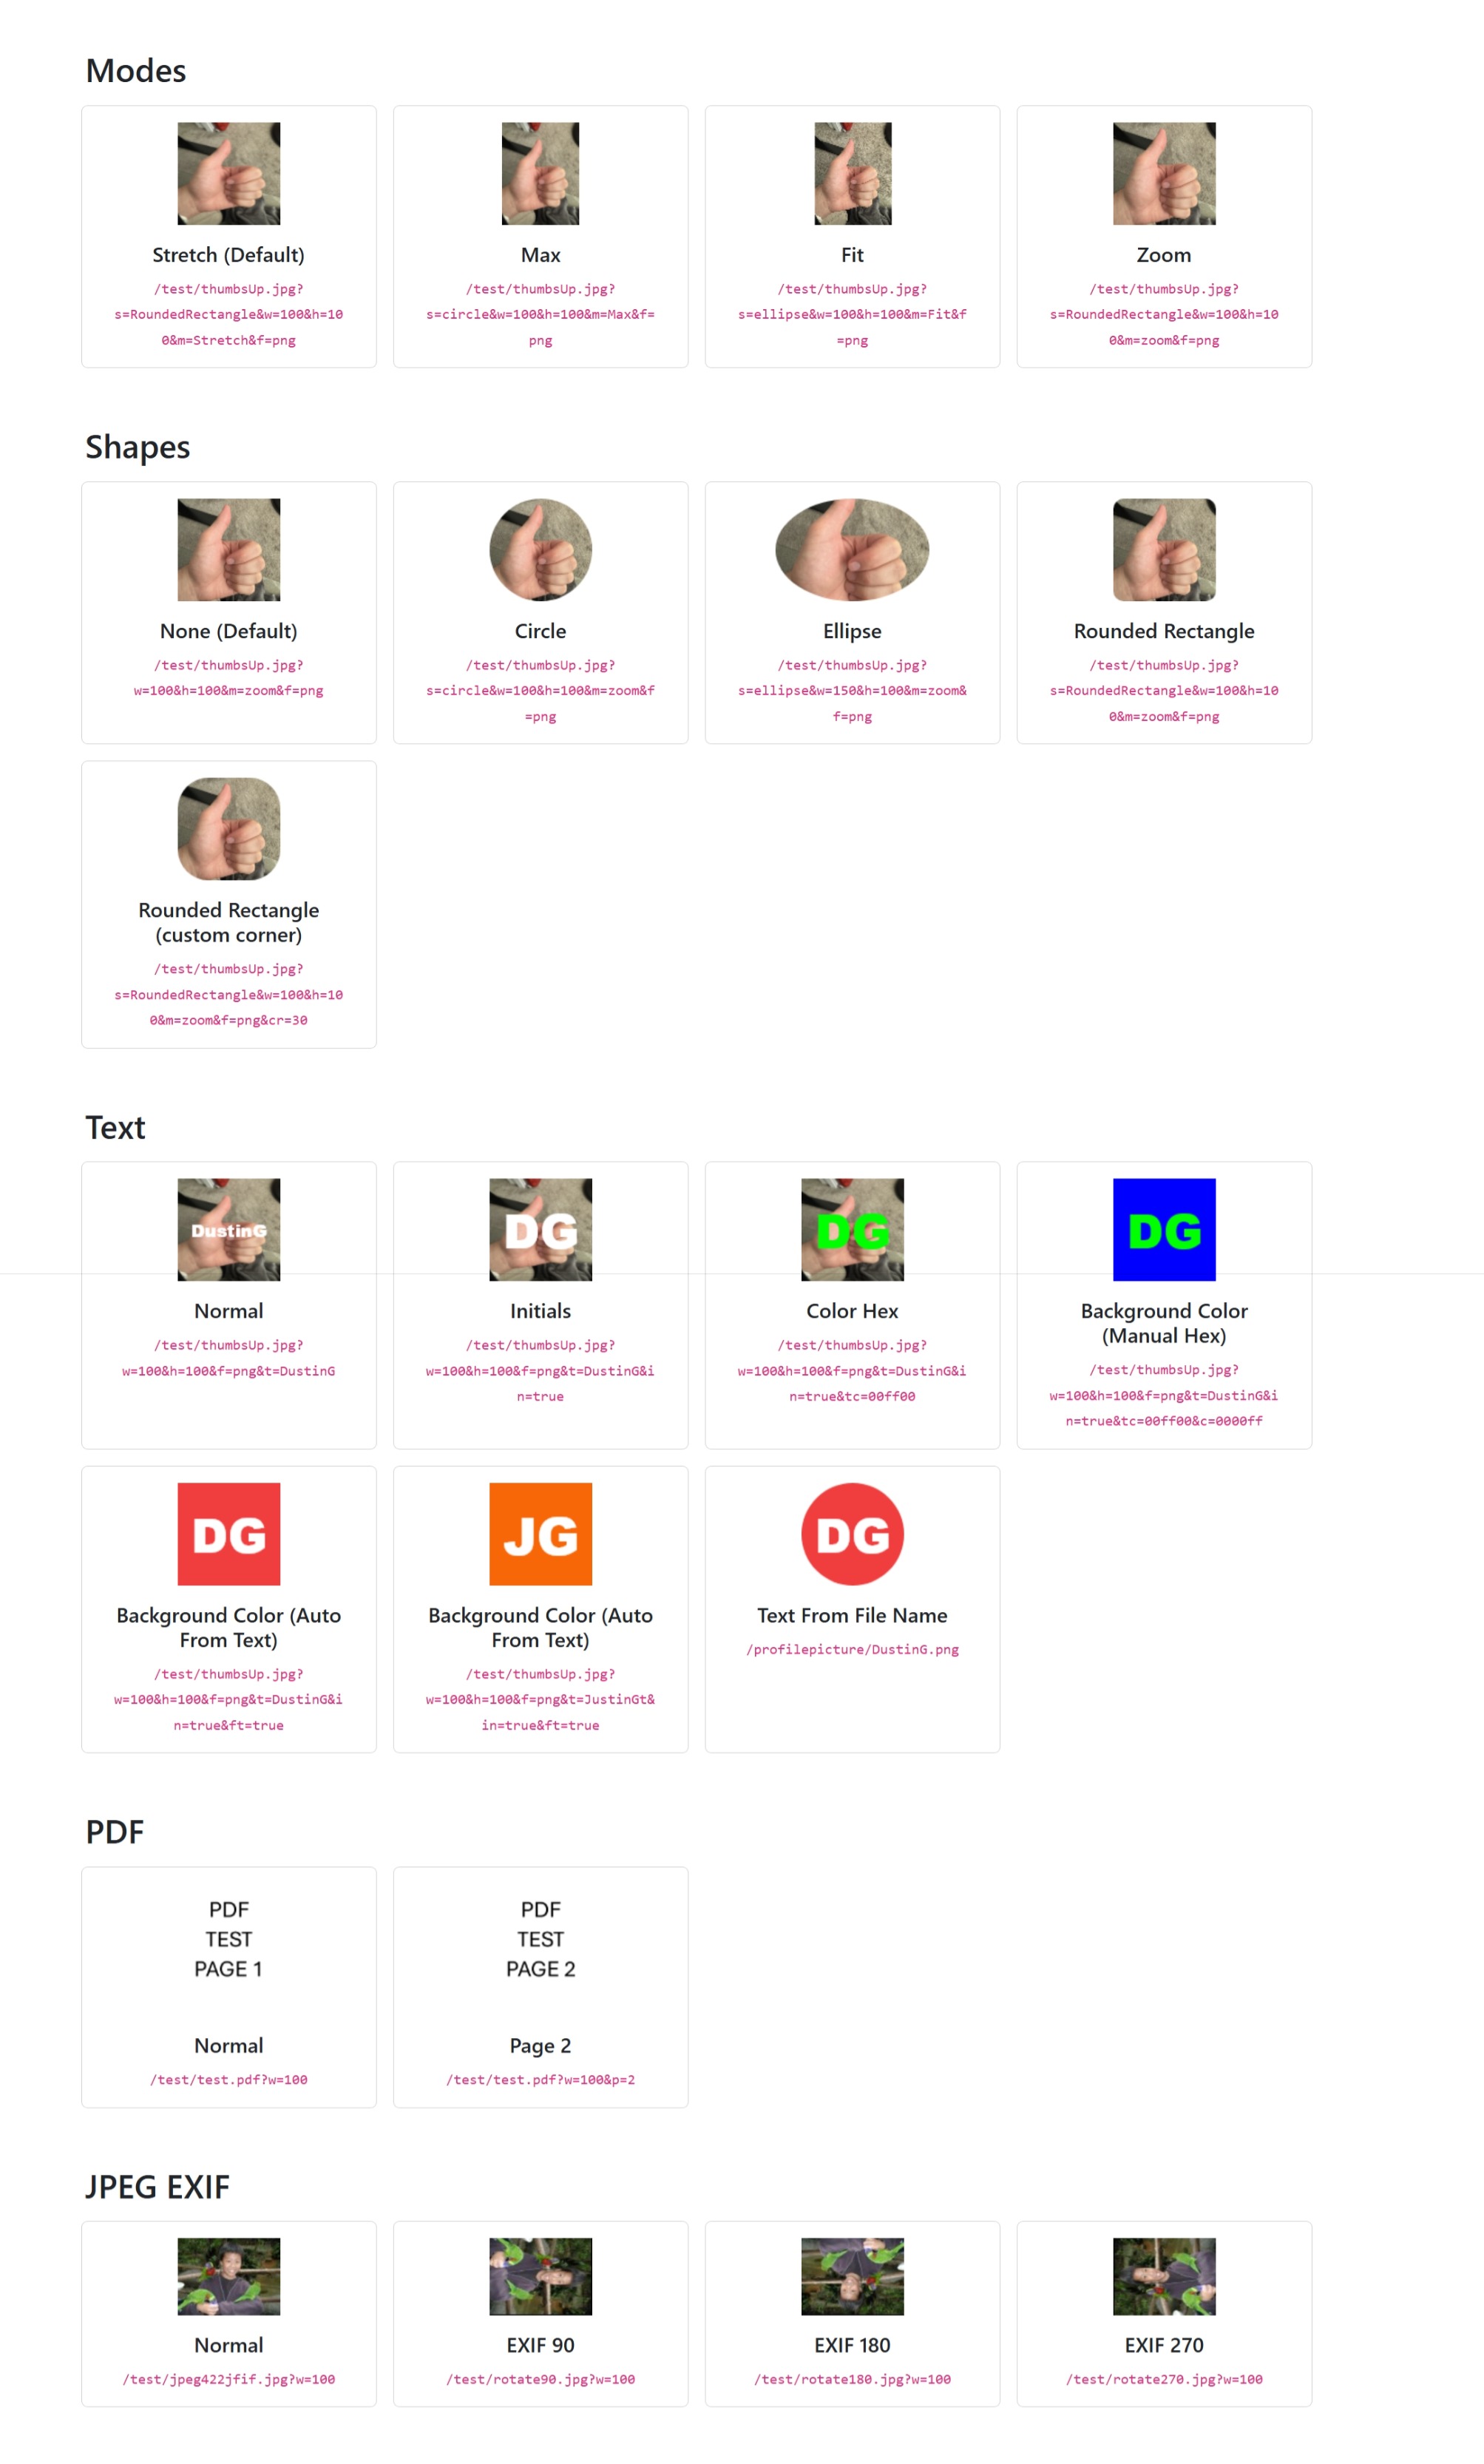 Modes
Stretch (Default)
/test/thumbsUp.jpg?
s=RoundedRectangle&w=100&h=10
0&m=Stretch&f=png
Max
/test/thumbsUp.jpg?
s=circle&w=100&h=100&m=Max&f=
png
Fit
/test/thumbsUp.jpg?
s=ellipse&w=100&h=100&m=Fit&f
=png
Zoom
/test/thumbsUp.jpg?
s=RoundedRectangle&w=100&h=10
0&m=zoom&f=png
Shapes
None (Default)
/test/thumbsUp.jpg?
w=100&h=100&m=zoom&f=png
Circle
/test/thumbsUp.jpg?
s=circle&w=100&h=100&m=zoom&f
=png
Ellipse
/test/thumbsUp.jpg?
s=ellipse&w=150&h=100&m=zoom&
f=png
Rounded Rectangle
/test/thumbsUp.jpg?
s=RoundedRectangle&w=100&h=10
0&m=zoom&f=png
Rounded Rectangle
(custom corner)
/test/thumbsUp.jpg?
s=RoundedRectangle&w=100&h=10
0&m=zoom&f=png&cr=30
Text
DustinG
Normal
/test/thumbsUp.jpg?
w=100&h=100&f=png&t=DustinG
DG
Initials
/test/thumbsUp.jpg?
w=100&h=100&f=png&t=DustinG&i
n=true
DG
Color Hex
/test/thumbsUp.jpg?
w=100&h=100&f=png&t=DustinG&i
n=true&tc=00ff00
DG
Background Color
(Manual Hex)
/test/thumbsUp.jpg?
w=100&h=100&f=png&t=DustinG&i
n=true&tc=00ff00&c=0000ff
DG
Background Color (Auto
From Text)
/test/thumbsUp.jpg?
w=100&h=100&f=png&t=DustinG&i
n=true&ft=true
JG
Background Color (Auto
From Text)
/test/thumbsUp.jpg?
w=100&h=100&f=png&t=JustinGt&
in=true&ft=true
DG
Text From File Name
/profilepicture/DustinG.png
PDF
PDF
TEST
PAGE 1
Normal
/test/test.pdf?w=100
PDF
TEST
PAGE 2
Page 2
/test/test.pdf?w=100&p=2
JPEG EXIF
Normal
/test/jpeg422jfif.jpg?w=100
EXIF 90
/test/rotate90.jpg?w=100
EXIF 180
/test/rotate180.jpg?w=100
EXIF 270
/test/rotate270.jpg?w=100